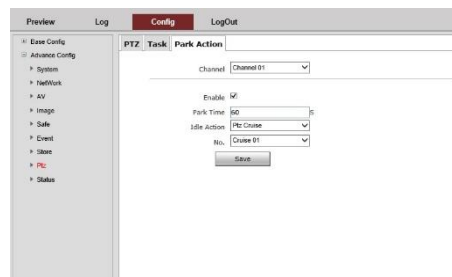 Preview Log Config LogOut
Base Config
Advance Config
System
NetWork
AV
Image
Safe
Event
Store
Ptz
Status
PTZ Task Park Action
Channel Channel 01
Enable
Park Time 60 S
Idle Action Ptz Cruise
No. Cruise 01
Save